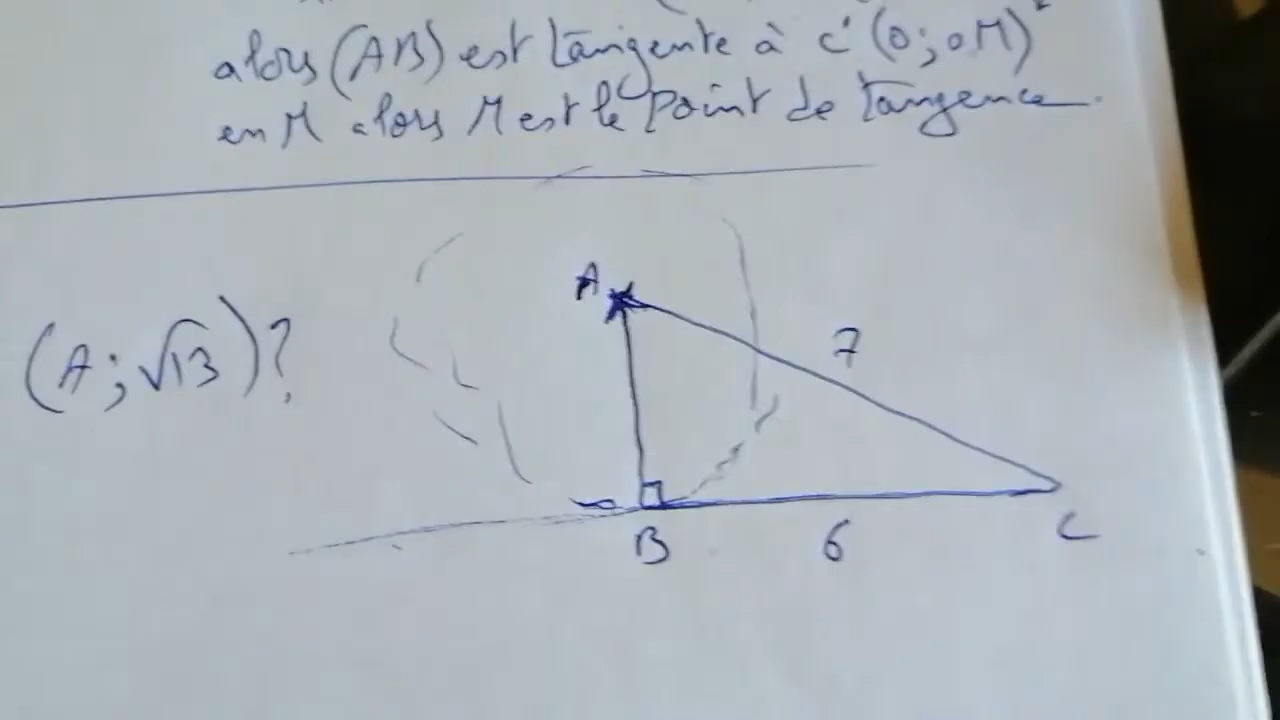 alors (AB) est tangente à c' (O; OM)
en M alors M est le point de tangence.
A
(A; √13)?
7
B
6
C